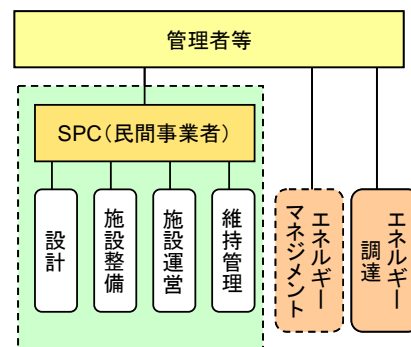 管理者等
SPC（民間事業者）
設計
施設整備
施設運営
維持管理
エネルギー
マネジメント
エネルギー
調達